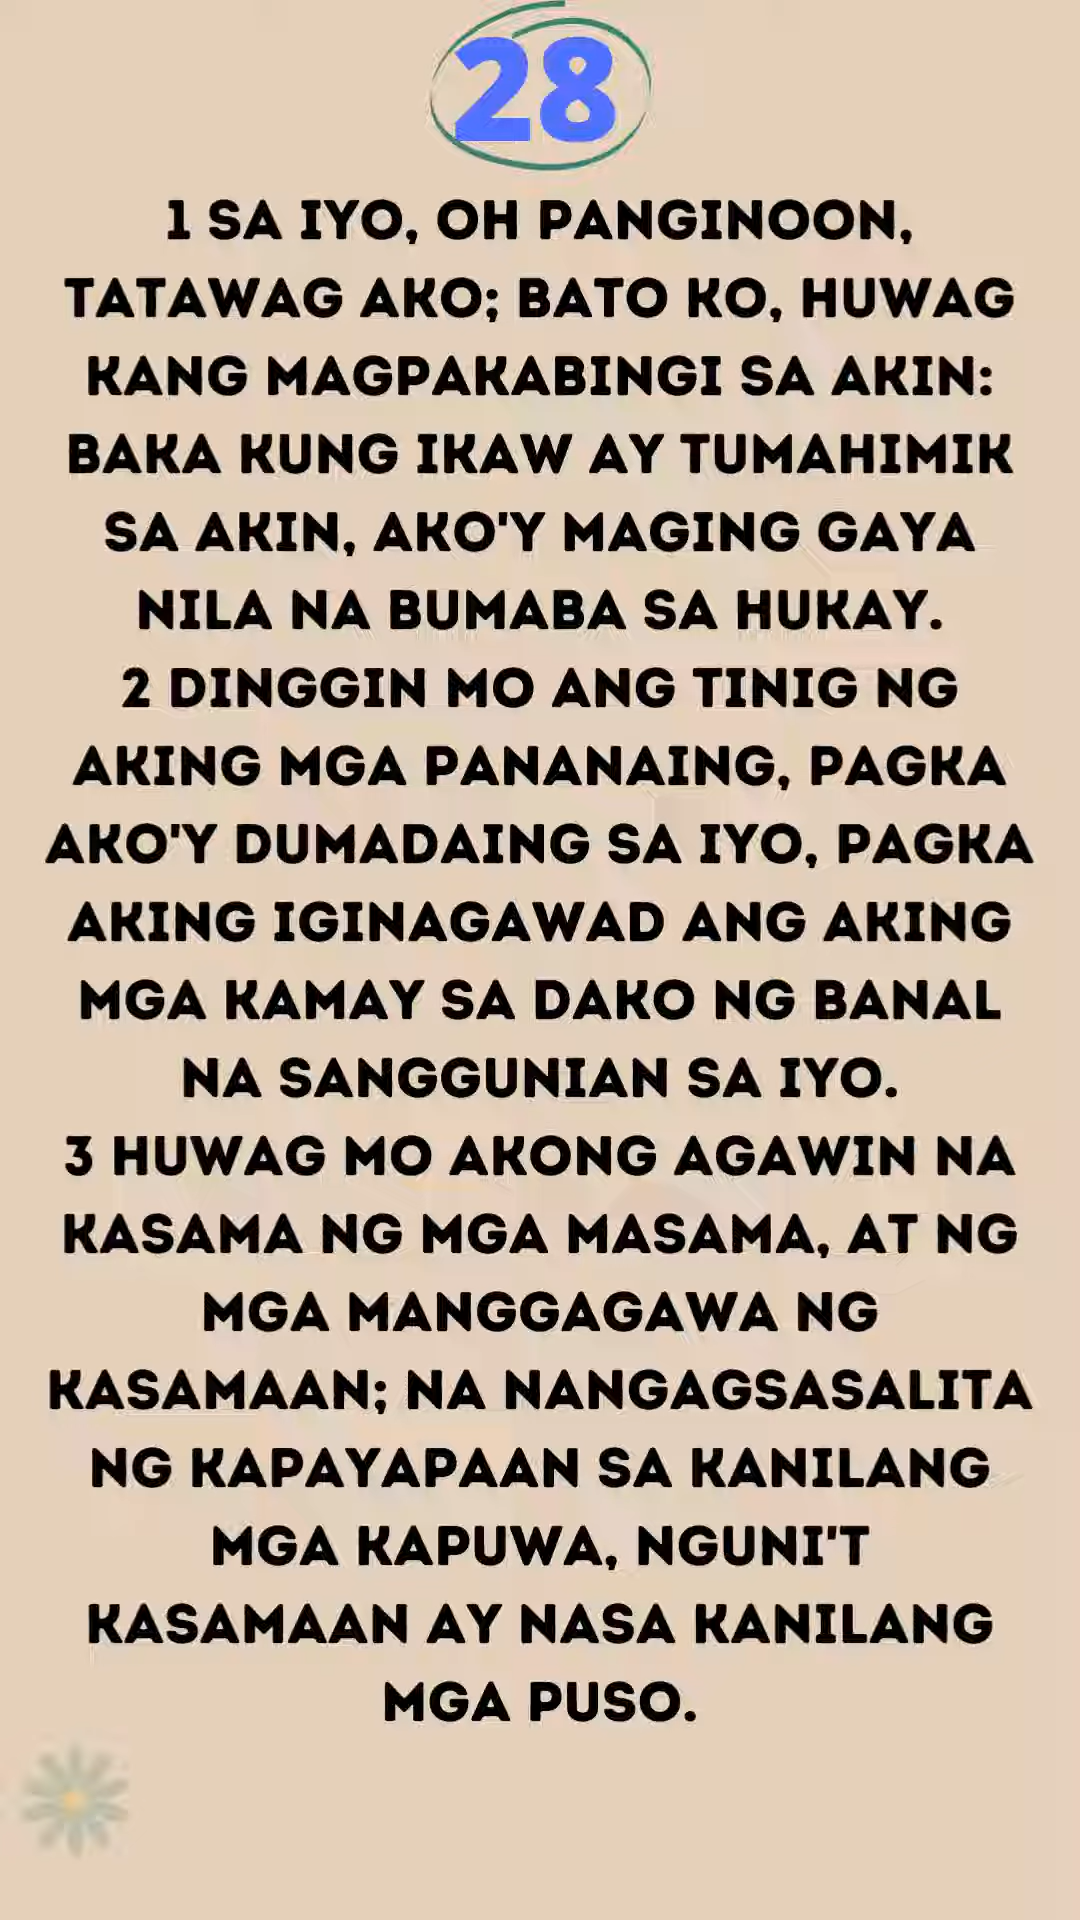 28
1 SA IYO, OH PANGINOON,
TATAWAG AKO; BATO KO, HUWAG
KANG MAGPAKABINGI SA AKIN:
BAKA KUNG IKAW AY TUMAHIMIK
SA AKIN, AKO'Y MAGING GAYA
NILA NA BUMABA SA HUKAY.
2 DINGGIN MO ANG TINIG NG
AKING MGA PANANAING, PAGKA
AKO'Y DUMADAING SA IYO, PAGKA
AKING IGINAGAWAD ANG AKING
MGA KAMAY SA DAKO NG BANAL
NA SANGGUNIAN SA IYO.
3 HUWAG MO AKONG AGAWIN NA
KASAMA NG MGA MASAMA, AT NG
MGA MANGGAGAWA NG
KASAMAAN; NA NANGAGSASALITA
NG KAPAYAPAAN SA KANILANG
MGA KAPUWA, NGUNI'T
KASAMAAN AY NASA KANILANG
MGA PUSO.